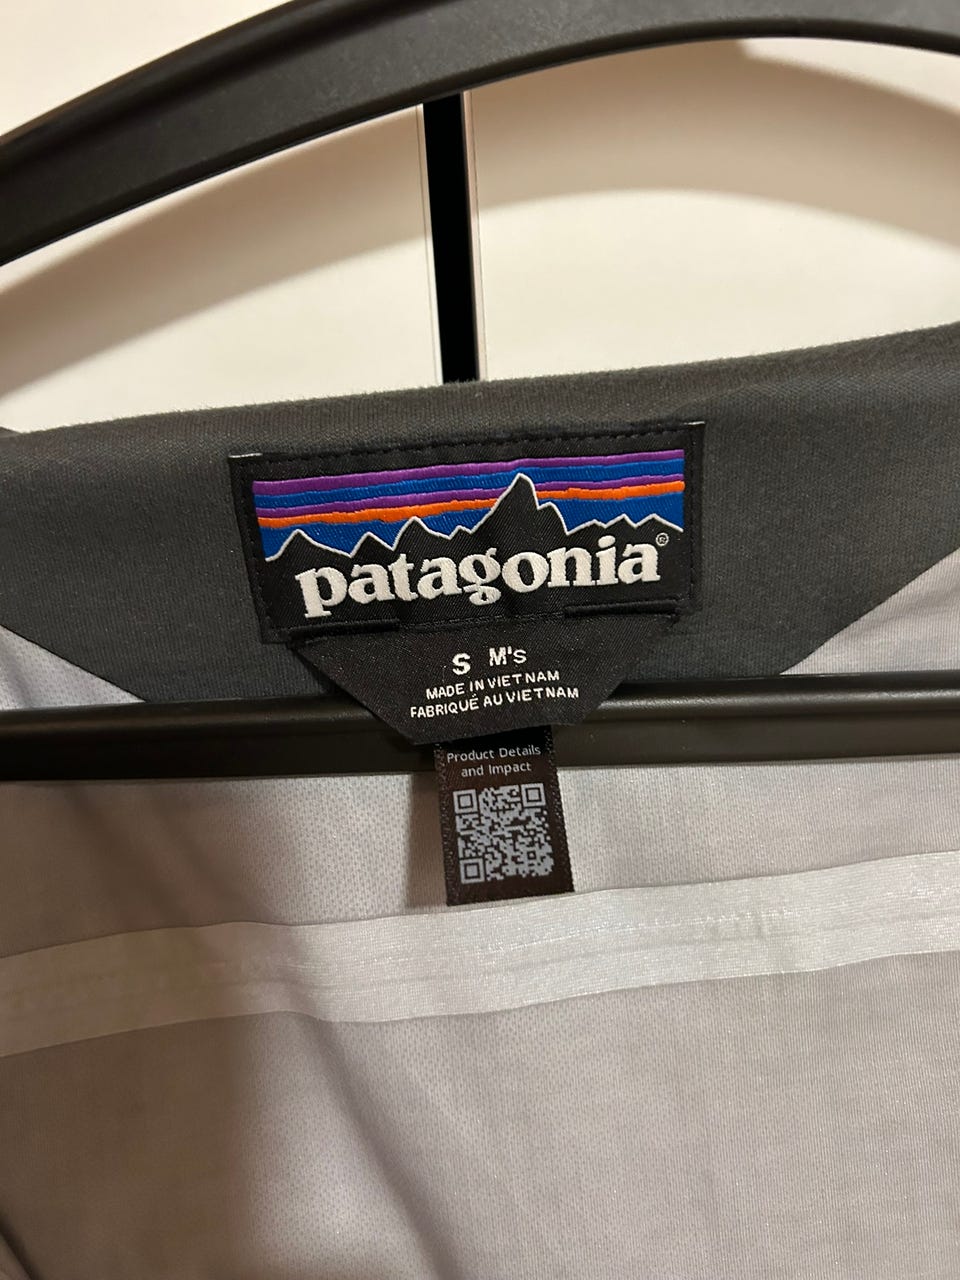 patagonia®
S M's
MADE IN VIETNAM
FABRIQUÉ AU VIETNAM
Product Details
and Impact